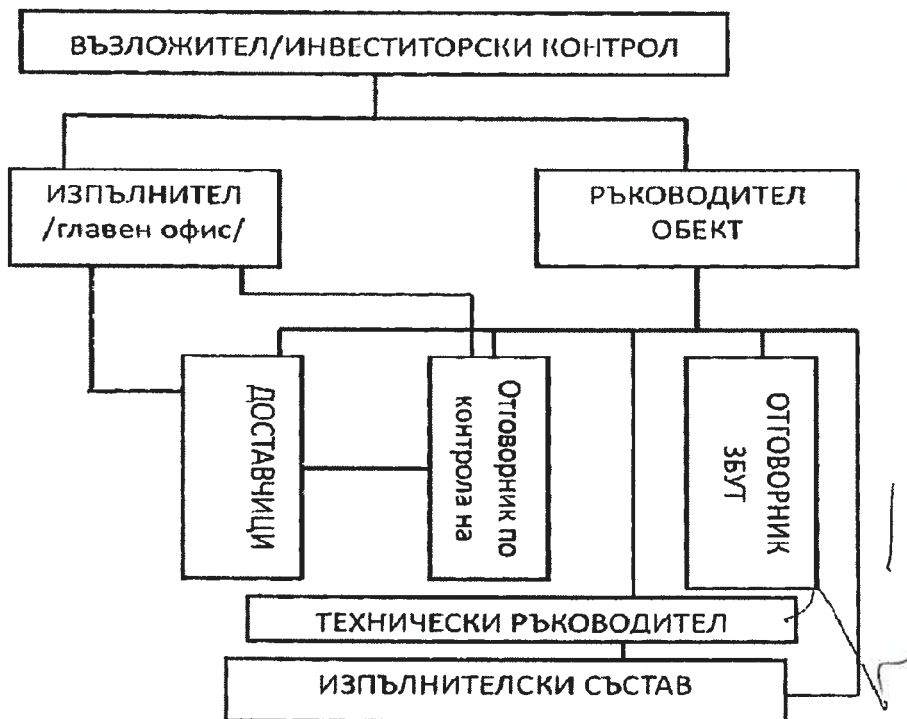 ВЪЗЛОЖИТЕЛ/ИНВЕСТИТОРСКИ КОНТРОЛ
ИЗПЪЛНИТЕЛ
/главен офис/
РЪКОВОДИТЕЛ
ОБЕКТ
ДОСТАВЧИЦИ
Отговорник по
контрола на
ОТГОВОРНИК
ЗБУТ
ТЕХНИЧЕСКИ РЪКОВОДИТЕЛ
ИЗПЪЛНИТЕЛСКИ СЪСТАВ